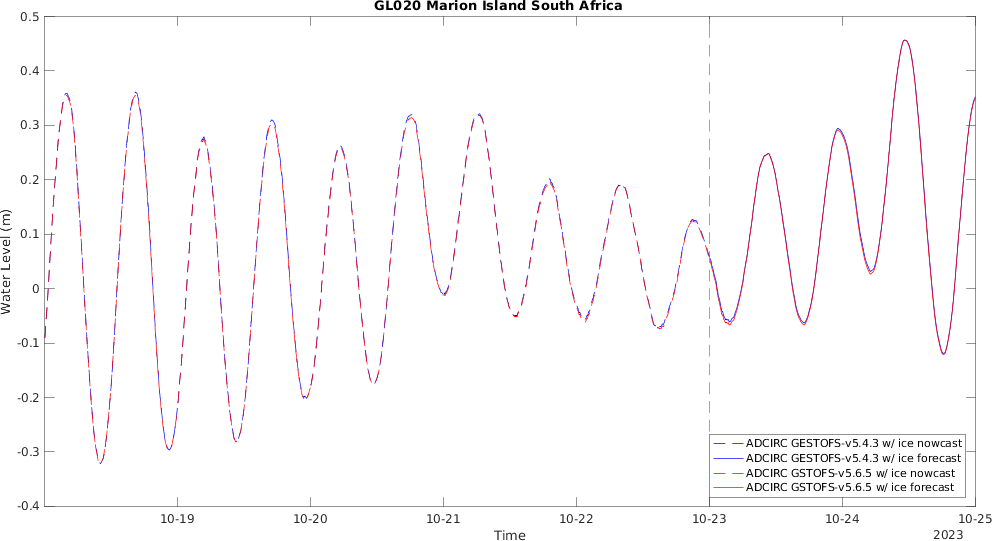 GL020 Marion Island South Africa
0.5
0.4
0.3
0.2
0.1
0
-0.1
-0.2
-0.3
-0.4
Water Level (m)
ADCIRC GESTOFS-v5.4.3 w/ ice nowcast
ADCIRC GESTOFS-v5.4.3 w/ ice forecast
ADCIRC GSTOFS-v5.6.5 w/ ice nowcast
ADCIRC GSTOFS-v5.6.5 w/ ice forecast
10-19 10-20 10-21 10-22 10-23 10-24 10-25
Time
2023